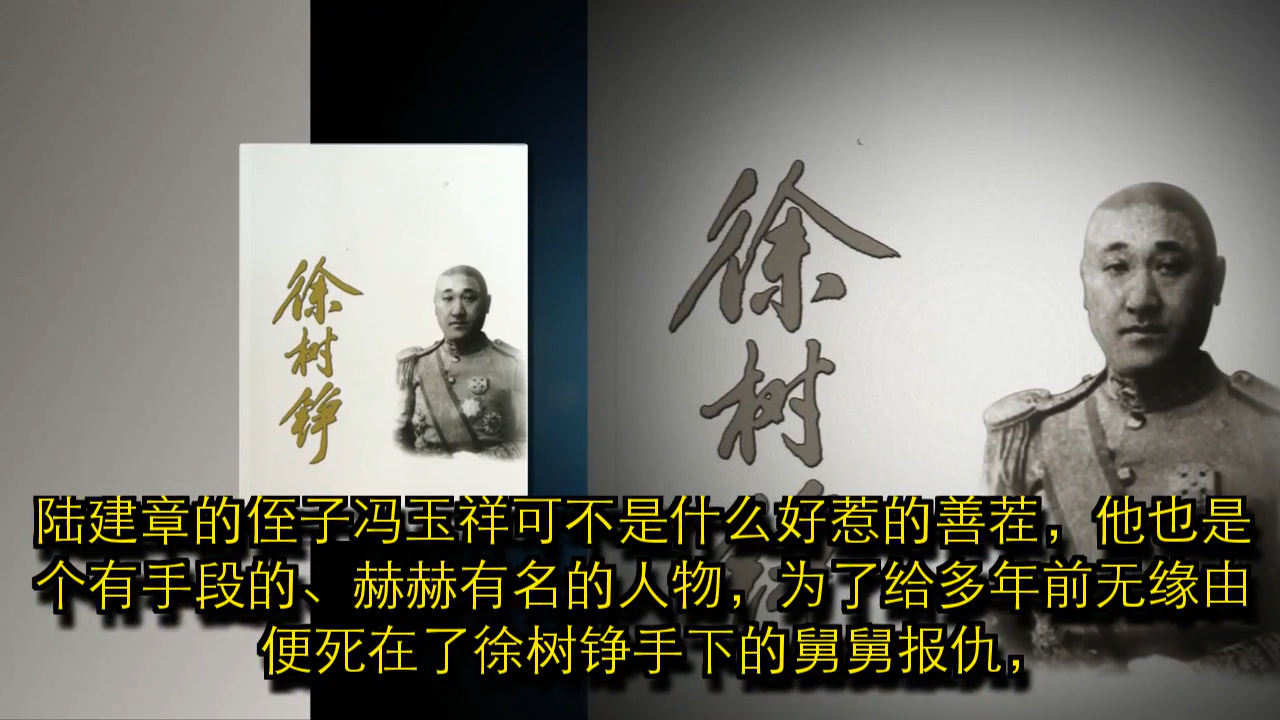 徐树铮
徐树
陆建章的侄子冯玉祥可不是什么好惹的善茬，他也是
个有手段的、赫赫有名的人物，为了给多年前无缘由
便死在了徐树铮手下的舅舅报仇，